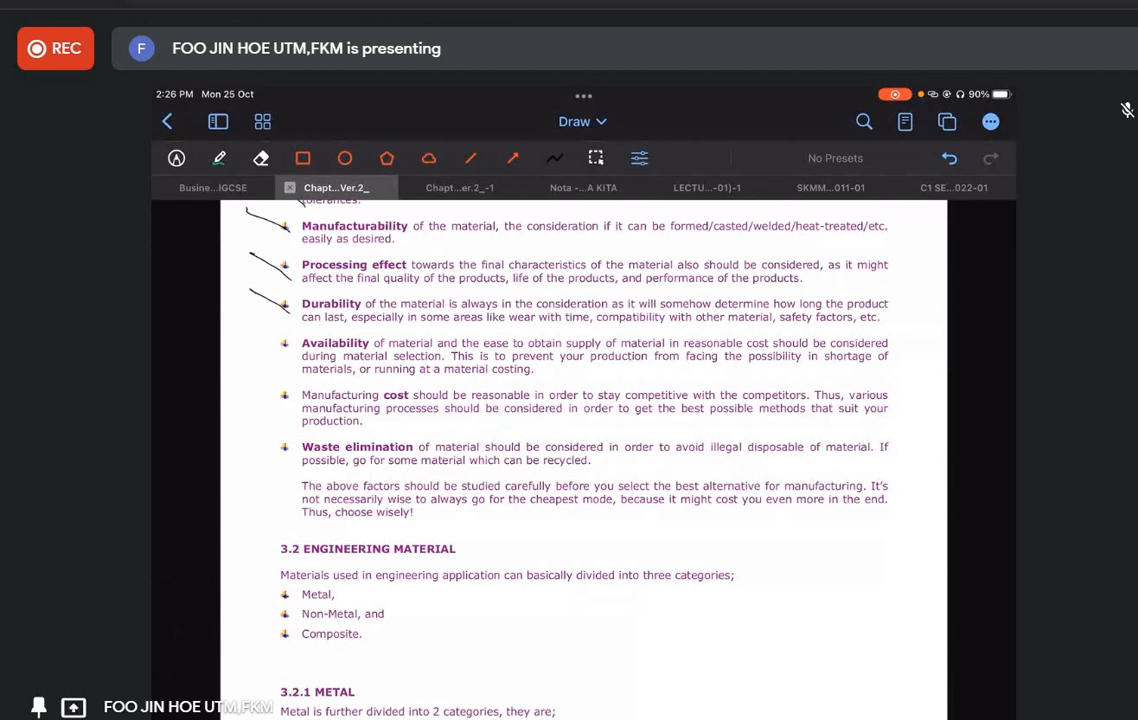 REC
F FOO JIN HOE UTM,FKM is presenting
2:26 PM Mon 25 Oct
90%
Draw
No Presets
Busine...IGCSE
Chapt...Ver.2_
Chapt...er.2_-1
Nota -...A KITA
LECTU...-01)-1
SKMM...011-01
C1 SE...022-01
tolerances.
Manufacturability of the material, the consideration if it can be formed/casted/welded/heat-treated/etc.
easily as desired.
Processing effect towards the final characteristics of the material also should be considered, as it might
affect the final quality of the products, life of the products, and performance of the products.
Durability of the material is always in the consideration as it will somehow determine how long the product
can last, especially in some areas like wear with time, compatibility with other material, safety factors, etc.
Availability of material and the ease to obtain supply of material in reasonable cost should be considered
during material selection. This is to prevent your production from facing the possibility in shortage of
materials, or running at a material costing.
Manufacturing cost should be reasonable in order to stay competitive with the competitors. Thus, various
manufacturing processes should be considered in order to get the best possible methods that suit your
production.
Waste elimination of material should be considered in order to avoid illegal disposable of material. If
possible, go for some material which can be recycled.
The above factors should be studied carefully before you select the best alternative for manufacturing. It's
not necessarily wise to always go for the cheapest mode, because it might cost you even more in the end.
Thus, choose wisely!
3.2 ENGINEERING MATERIAL
Materials used in engineering application can basically divided into three categories;
Metal,
Non-Metal, and
Composite.
3.2.1 METAL
Metal is further divided into 2 categories, they are;
FOO JIN HOE UTM,FKM